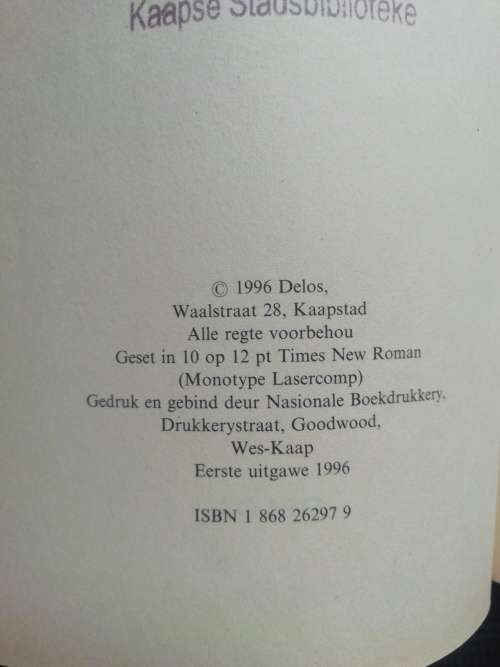 Kaapse Stadsbiblioteke
© 1996 Delos,
Waalstraat 28, Kaapstad
Alle regte voorbehou
Geset in 10 op 12 pt Times New Roman
(Monotype Lasercomp)
Gedruk en gebind deur Nasionale Boekdrukkery,
Drukkerystraat, Goodwood,
Wes-Kaap
Eerste uitgawe 1996
ISBN 1 868 26297 9